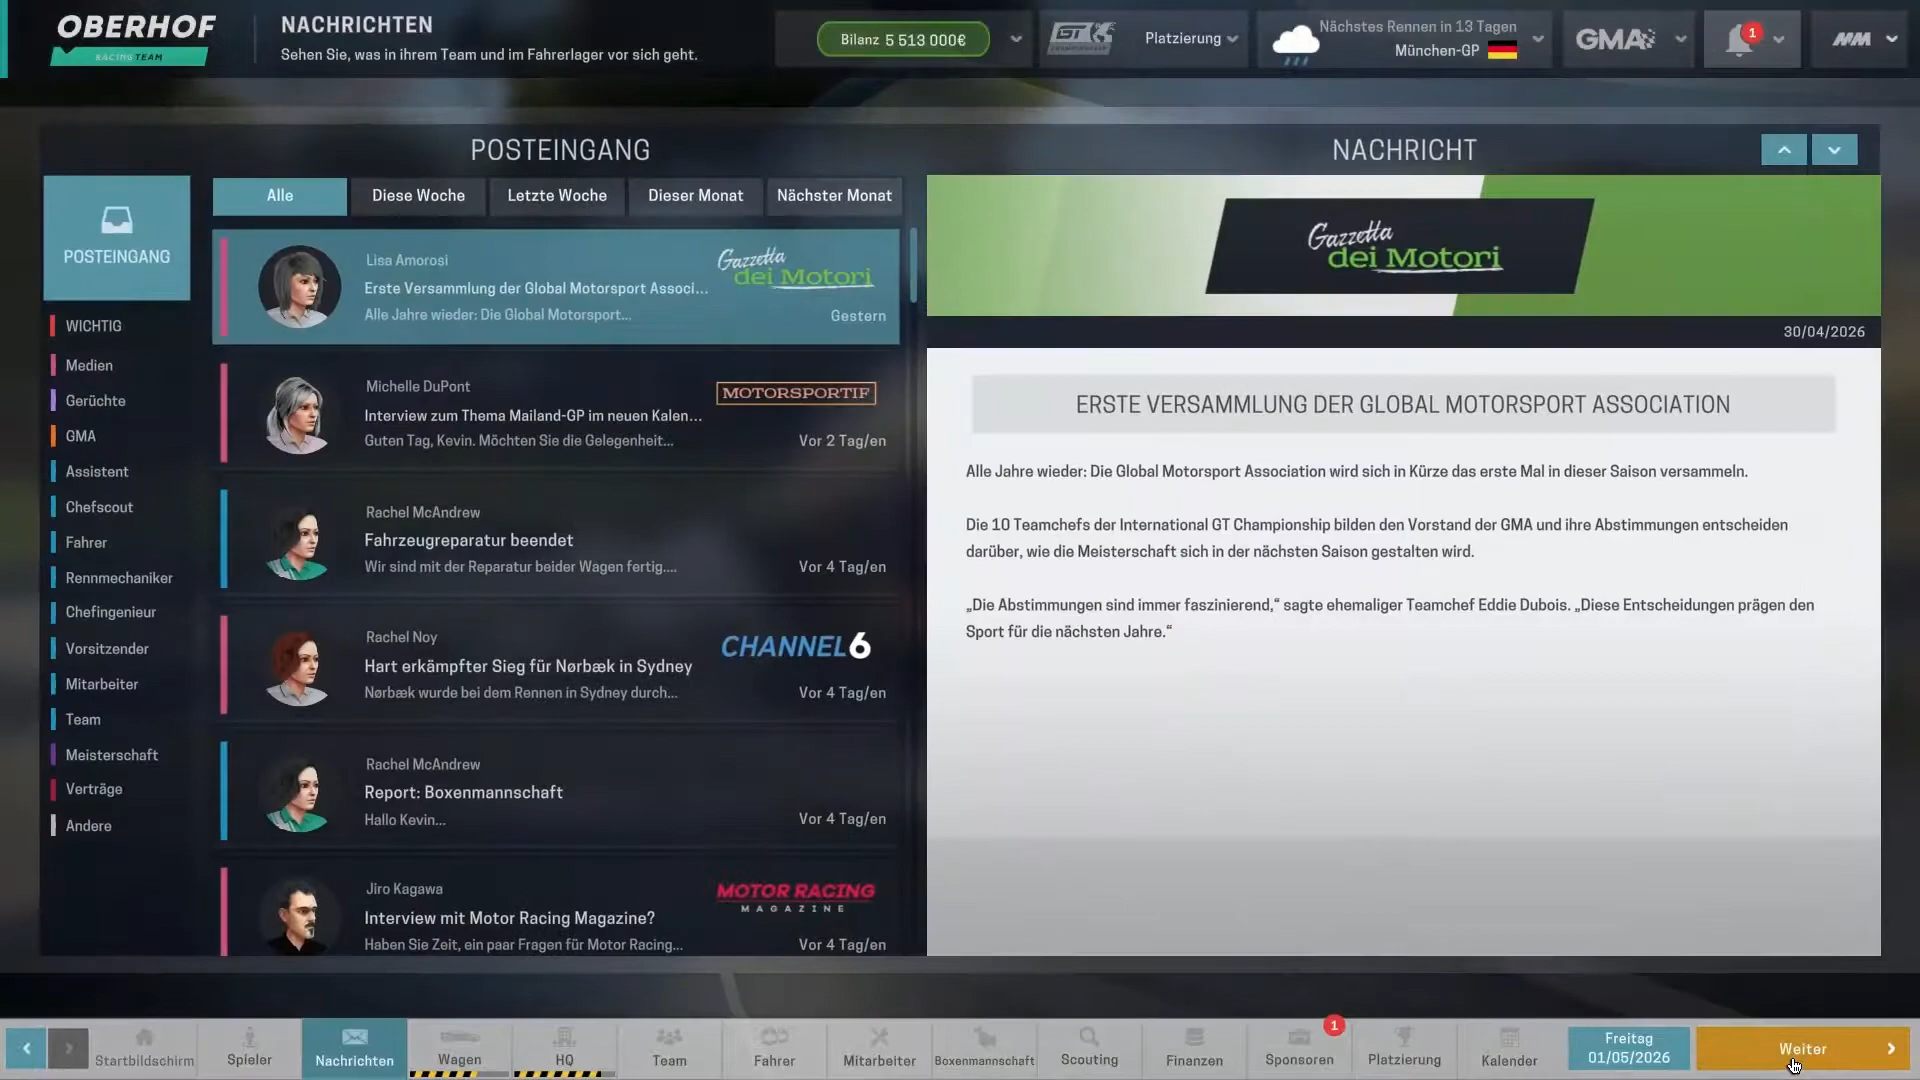 OBERHOF
RACING TEAM
NACHRICHTEN
Sehen Sie, was in ihrem Team und im Fahrerlager vor sich geht.
Bilanz 5 513 000€
GT
Platzierung
Nächstes Rennen in 13 Tagen
München-GP
GMA
1
MM
POSTEINGANG
POSTEINGANG
WICHTIG
Medien
Gerüchte
GMA
Assistent
Chefscout
Fahrer
Rennmechaniker
Chefingenieur
Vorsitzender
Mitarbeiter
Team
Meisterschaft
Verträge
Andere
Alle
Diese Woche
Letzte Woche
Dieser Monat
Nächster Monat
Lisa Amorosi
Gazzetta
dei Motori
Erste Versammlung der Global Motorsport Associ...
Alle Jahre wieder: Die Global Motorsport...
Gestern
Michelle DuPont
MOTORSPORTIF
Interview zum Thema Mailand-GP im neuen Kalen...
Guten Tag, Kevin. Möchten Sie die Gelegenheit...
Vor 2 Tag/en
Rachel McAndrew
Fahrzeugreparatur beendet
Wir sind mit der Reparatur beider Wagen fertig....
Vor 4 Tag/en
Rachel Noy
CHANNEL6
Hart erkämpfter Sieg für Nørbæk in Sydney
Nørbæk wurde bei dem Rennen in Sydney durch...
Vor 4 Tag/en
Rachel McAndrew
Report: Boxenmannschaft
Hallo Kevin...
Vor 4 Tag/en
Jiro Kagawa
MOTOR RACING
MAGAZINE
Interview mit Motor Racing Magazine?
Haben Sie Zeit, ein paar Fragen für Motor Racing...
Vor 4 Tag/en
NACHRICHT
Gazzetta
dei Motori
30/04/2026
ERSTE VERSAMMLUNG DER GLOBAL MOTORSPORT ASSOCIATION
Alle Jahre wieder: Die Global Motorsport Association wird sich in Kürze das erste Mal in dieser Saison versammeln.
Die 10 Teamchefs der International GT Championship bilden den Vorstand der GMA und ihre Abstimmungen entscheiden
darüber, wie die Meisterschaft sich in der nächsten Saison gestalten wird.
„Die Abstimmungen sind immer faszinierend,“ sagte ehemaliger Teamchef Eddie Dubois. „Diese Entscheidungen prägen den
Sport für die nächsten Jahre.“
Startbildschirm
Spieler
Nachrichten
Wagen
HQ
Team
Fahrer
Mitarbeiter
Boxenmannschaft
Scouting
Finanzen
1
Sponsoren
Platzierung
Kalender
Freitag
01/05/2026
Weiter